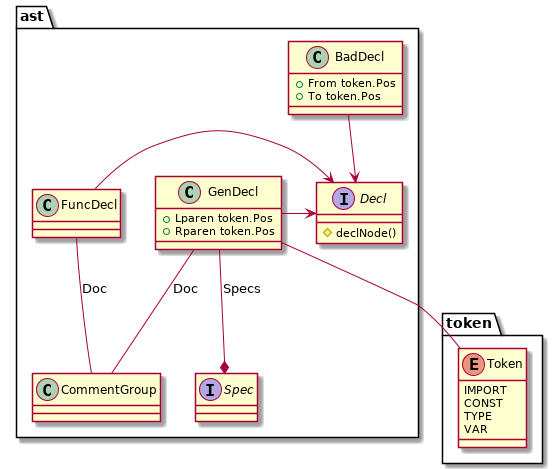 ast
C BadDecl
From token.Pos
To token.Pos
C FuncDecl
C GenDecl
Lparen token.Pos
Rparen token.Pos
I Decl
declNode()
Doc
Doc
Specs
token
C CommentGroup
I Spec
E Token
IMPORT
CONST
TYPE
VAR